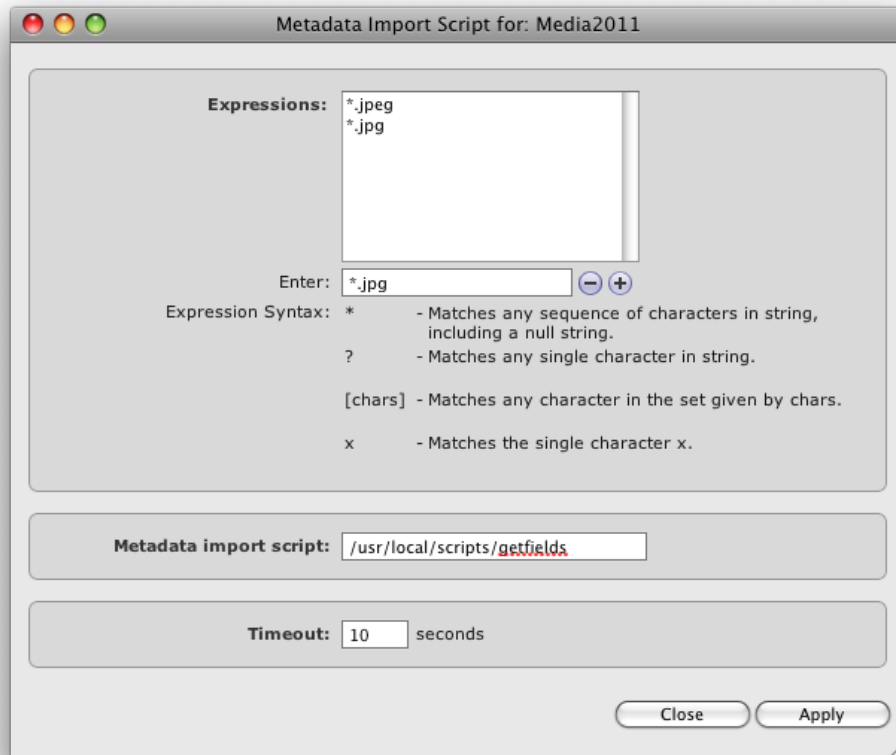 Metadata Import Script for: Media2011
Expressions:
*.jpeg
*.jpg
Enter: *.jpg
Expression Syntax: * - Matches any sequence of characters in string,
including a null string.
? - Matches any single character in string.
[chars] - Matches any character in the set given by chars.
x - Matches the single character x.
Metadata import script: /usr/local/scripts/getfields
Timeout: 10 seconds
Close Apply